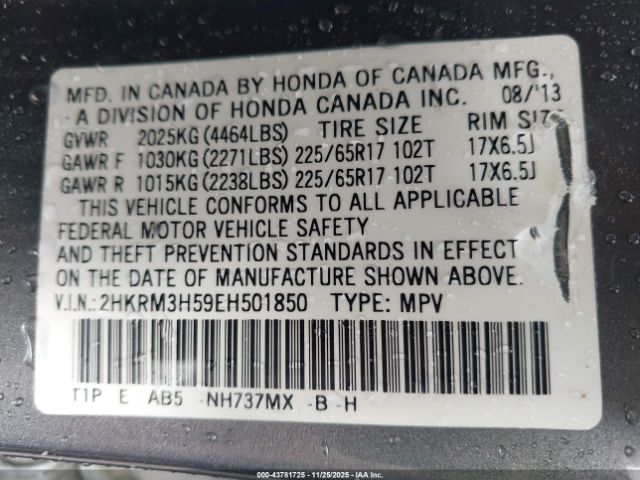 MFD. IN CANADA BY HONDA OF CANADA MFG.,
A DIVISION OF HONDA CANADA INC. 08/'13
GVWR 2025KG (4464LBS) TIRE SIZE RIM SIZE
GAWR F 1030KG (2271LBS) 225/65R17 102T 17X6.5J
GAWR R 1015KG (2238LBS) 225/65R17 102T 17X6.5J
THIS VEHICLE CONFORMS TO ALL APPLICABLE
FEDERAL MOTOR VEHICLE SAFETY
AND THEFT PREVENTION STANDARDS IN EFFECT
ON THE DATE OF MANUFACTURE SHOWN ABOVE.
V.I.N.: 2HKRM3H59EH501850 TYPE: MPV
T1P E AB5 -NH737MX -B -H
000-43781725 | 11/25/2025 | IAA Inc.